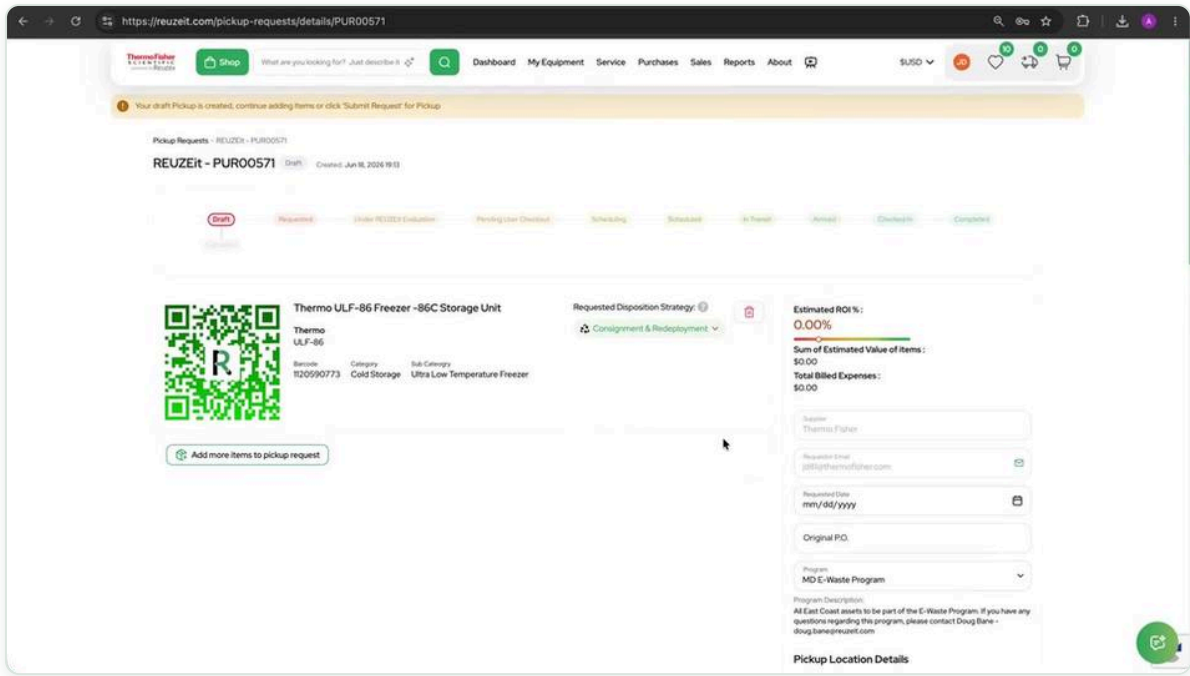 https://reuzeit.com/pickup-requests/details/PUR00571
ThermoFisher
SCIENTIFIC
Shop
What are you looking for? Just describe it
Dashboard My Equipment Service Purchases Sales Reports About
$USD
JD
10
0
0
A
Your draft Pickup is created, continue adding items or click 'Submit Request' for Pickup
Pickup Requests - REUZEit - PUR00571
REUZEit - PUR00571 Draft Created: Jun 18, 2026 19:13
Draft Requested Under REUZEit Evaluation Pending User Checkout Scheduling Scheduled In Transit Arrived Checked In Completed
R
Thermo ULF-86 Freezer -86C Storage Unit
Thermo
ULF-86
Barcode Category Sub Category
1120590773 Cold Storage Ultra Low Temperature Freezer
Requested Disposition Strategy:
Consignment & Redeployment
Add more items to pickup request
Estimated ROI % :
0.00%
Sum of Estimated Value of items :
$0.00
Total Billed Expenses :
$0.00
Supplier
Thermo Fisher
Requestor Email
Requested Date
mm/dd/yyyy
Original P.O.
Program
MD E-Waste Program
Program Description:
All East Coast assets to be part of the E-Waste Program. If you have any
questions regarding this program, please contact Doug Bane -
doug.bane@reuzeit.com
Pickup Location Details